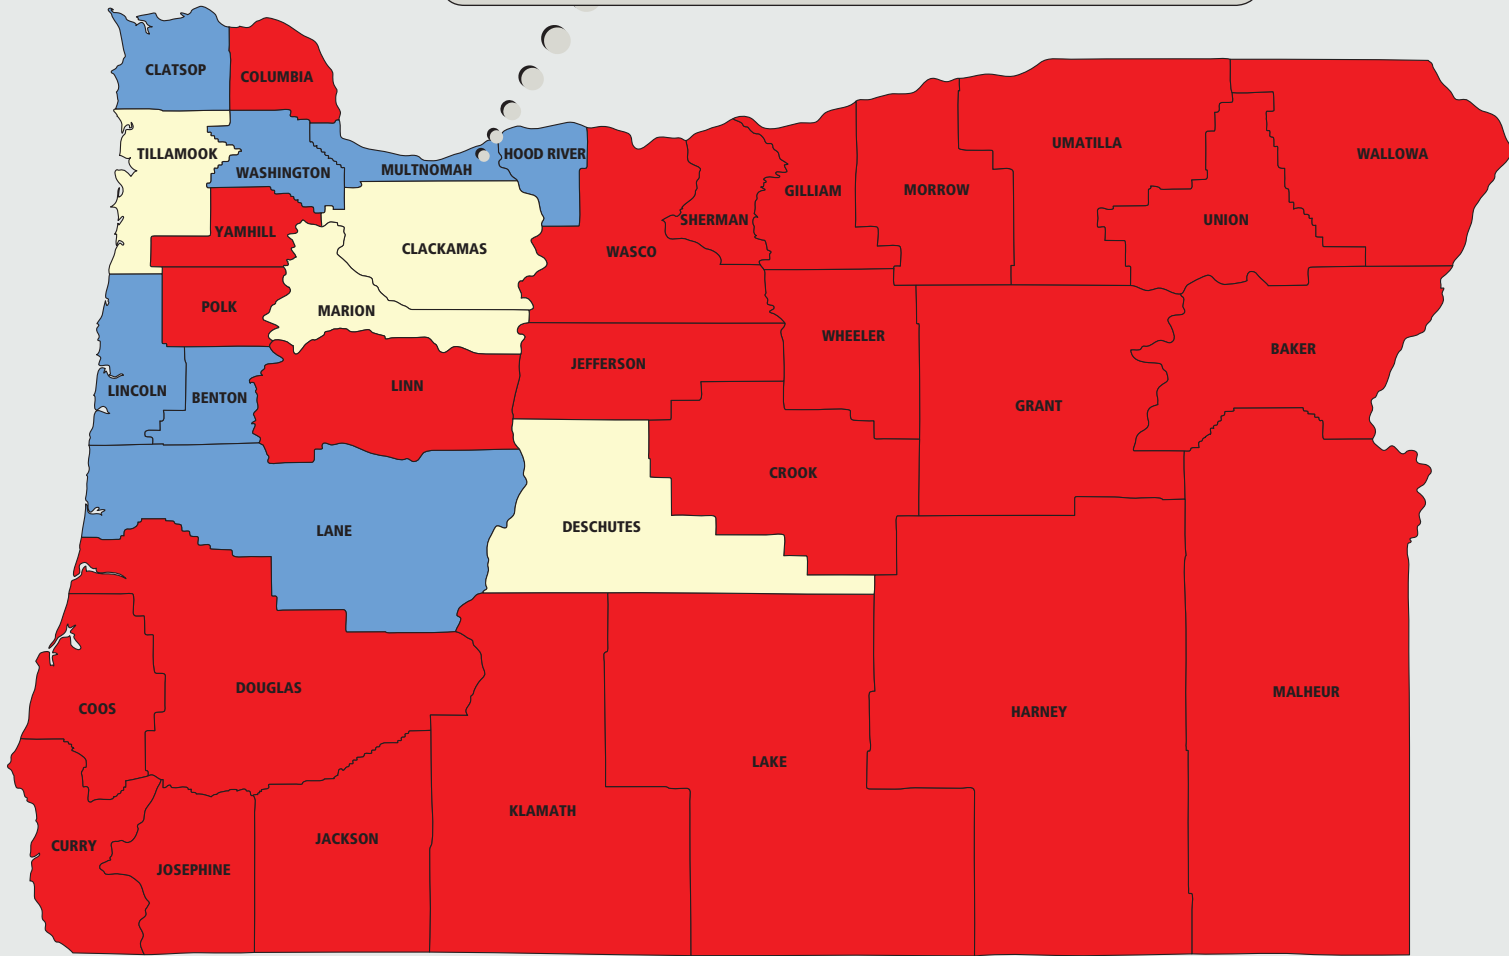 CLATSOP
COLUMBIA
TILLAMOOK
WASHINGTON
MULTNOMAH
HOOD RIVER
UMATILLA
WALLOWA
GILLIAM
MORROW
SHERMAN
UNION
YAMHILL
CLACKAMAS
WASCO
POLK
MARION
WHEELER
BAKER
JEFFERSON
LINCOLN
BENTON
LINN
GRANT
CROOK
LANE
DESCHUTES
DOUGLAS
MALHEUR
COOS
HARNEY
LAKE
KLAMATH
CURRY
JACKSON
JOSEPHINE